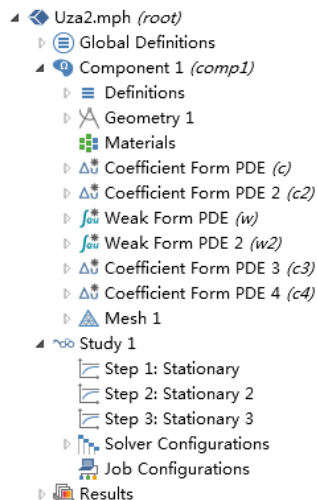 Uza2.mph (root)
Global Definitions
Component 1 (comp1)
Definitions
Geometry 1
Materials
Coefficient Form PDE (c)
Coefficient Form PDE 2 (c2)
Weak Form PDE (w)
Weak Form PDE 2 (w2)
Coefficient Form PDE 3 (c3)
Coefficient Form PDE 4 (c4)
Mesh 1
Study 1
Step 1: Stationary
Step 2: Stationary 2
Step 3: Stationary 3
Solver Configurations
Job Configurations
Results